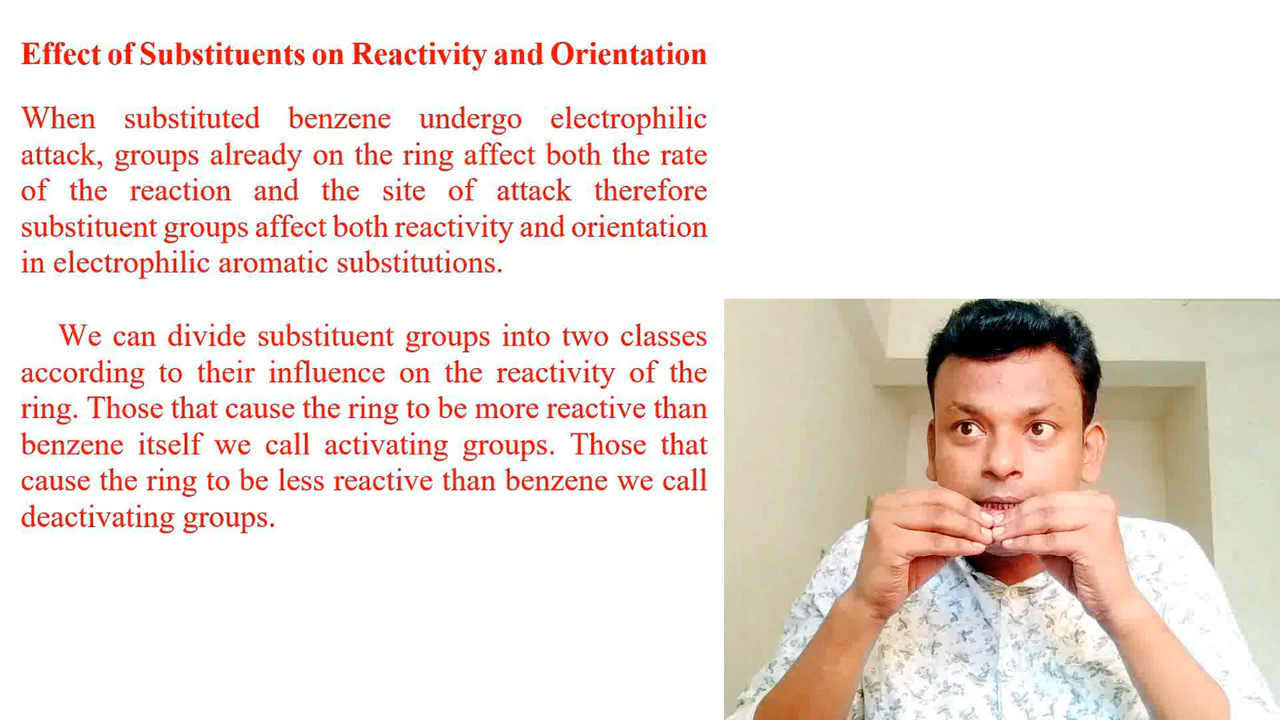 Effect of Substituents on Reactivity and Orientation
When substituted benzene undergo electrophilic
attack, groups already on the ring affect both the rate
of the reaction and the site of attack therefore
substituent groups affect both reactivity and orientation
in electrophilic aromatic substitutions.
We can divide substituent groups into two classes
according to their influence on the reactivity of the
ring. Those that cause the ring to be more reactive than
benzene itself we call activating groups. Those that
cause the ring to be less reactive than benzene we call
deactivating groups.